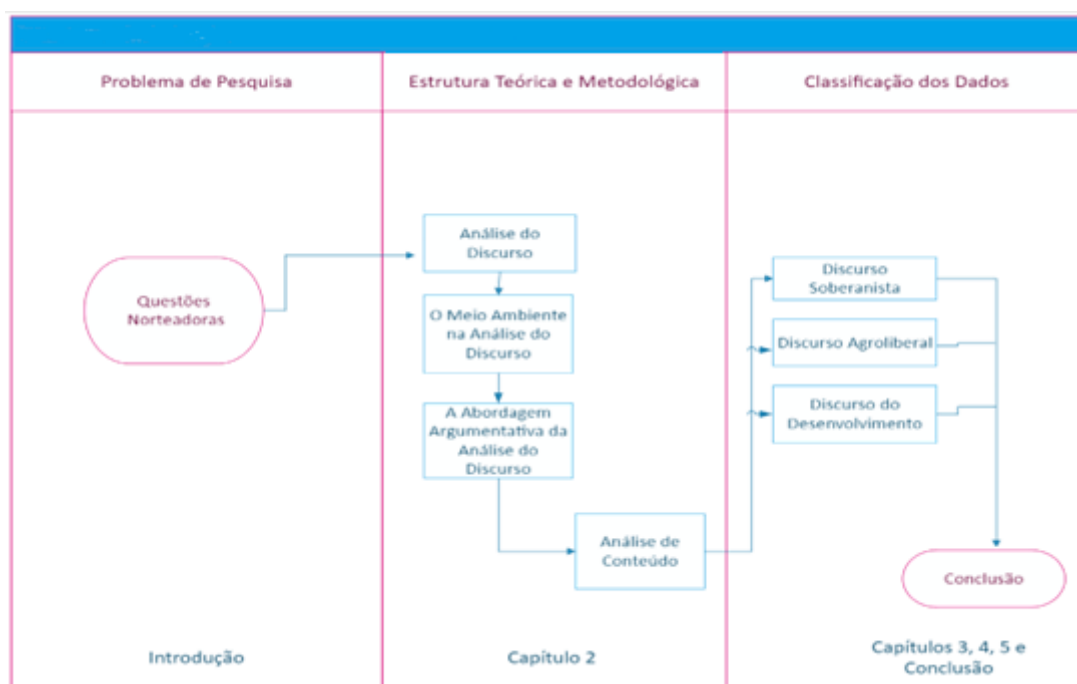 Problema de Pesquisa
Estrutura Teórica e Metodológica
Classificação dos Dados
Questões
Norteadoras
Análise do
Discurso
O Meio Ambiente
na Análise do
Discurso
A Abordagem
Argumentativa da
Análise do
Discurso
Análise de
Conteúdo
Discurso
Soberanista
Discurso Agroliberal
Discurso do
Desenvolvimento
Conclusão
Introdução
Capítulo 2
Capítulos 3, 4, 5 e
Conclusão